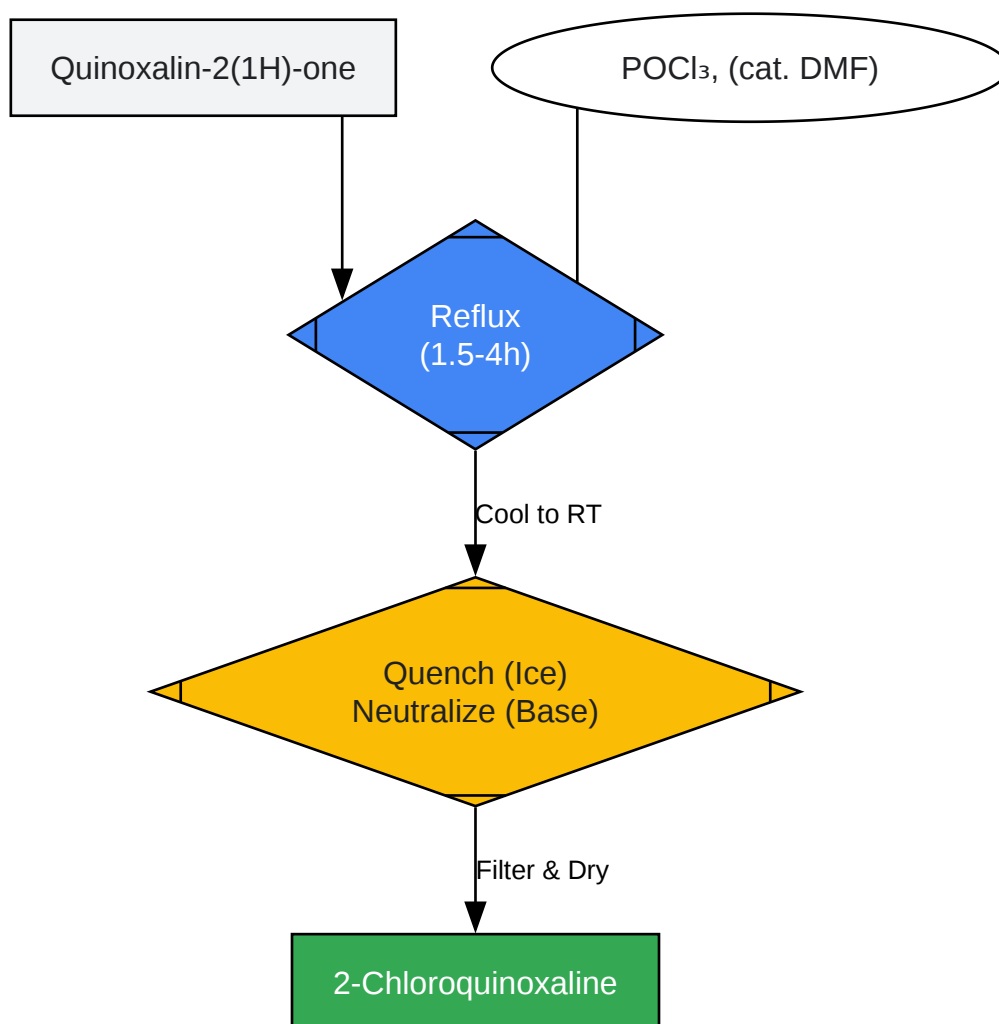 Quinoxalin-2(1H)-one
POCl₃, (cat. DMF)
Reflux
(1.5-4h)
Cool to RT
Quench (Ice)
Neutralize (Base)
Filter & Dry
2-Chloroquinoxaline